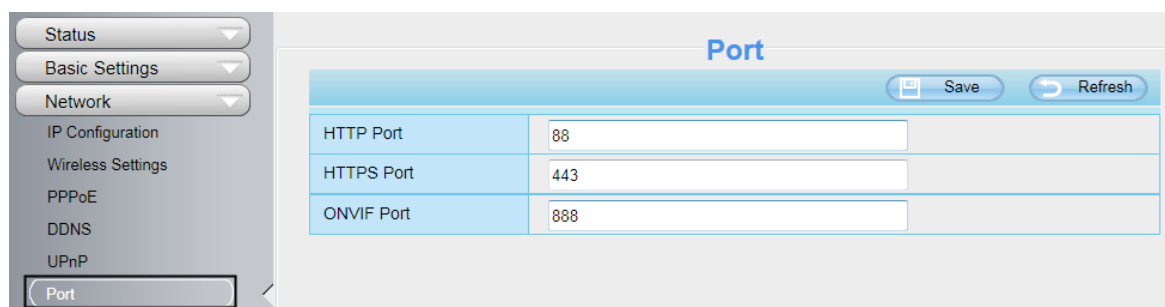 Status
Basic Settings
Network
IP Configuration
Wireless Settings
PPPoE
DDNS
UPnP
Port
Port
Save Refresh
HTTP Port 88
HTTPS Port 443
ONVIF Port 888